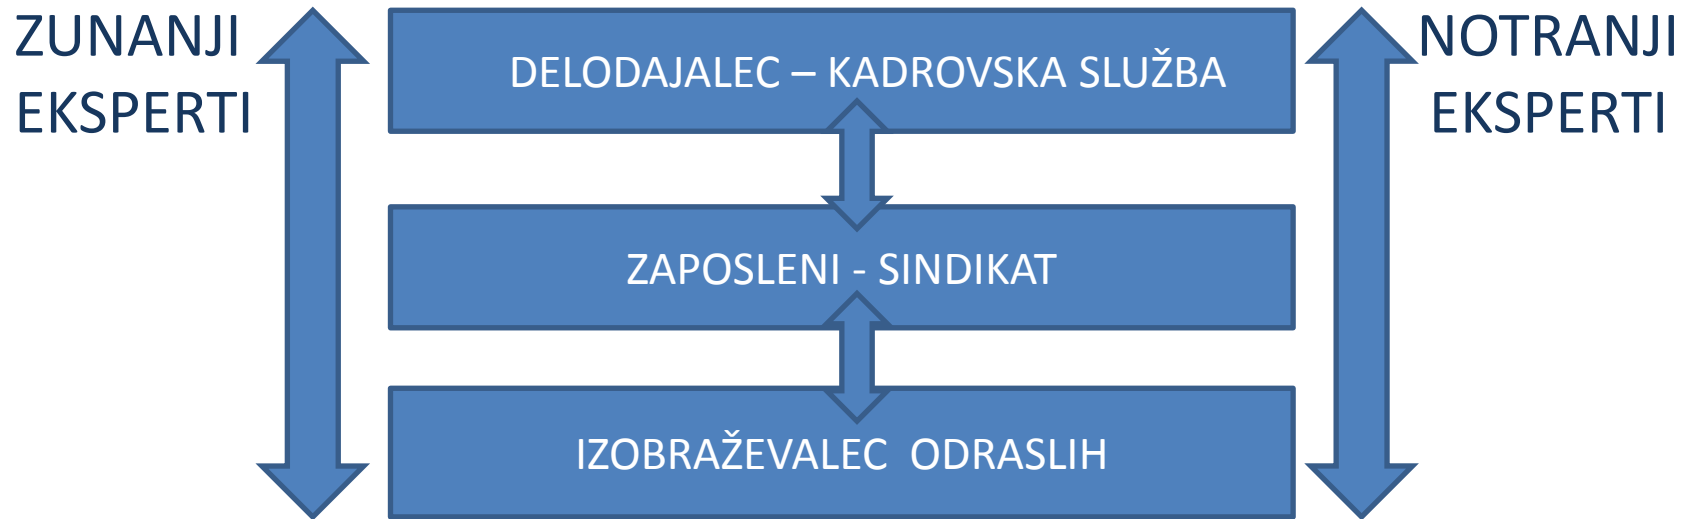 ZUNANJI
EKSPERTI
DELODAJALEC – KADROVSKA SLUŽBA
ZAPOSLENI - SINDIKAT
IZOBRAŽEVALEC  ODRASLIH
NOTRANJI
EKSPERTI